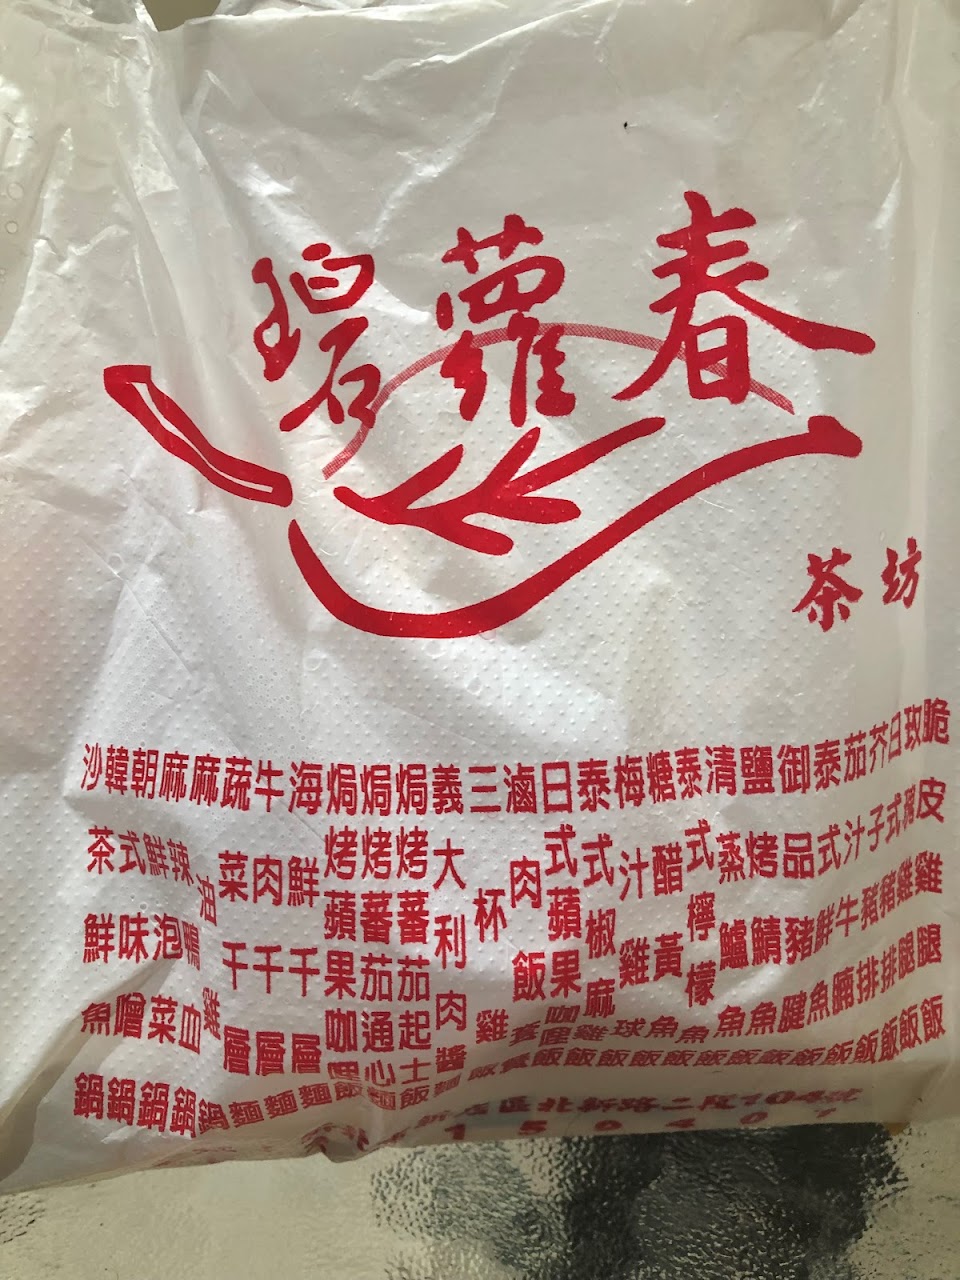 碧蘿春
茶坊
脆皮雞腿飯
玫瑰雞腿飯
日式豬排飯
芥子豬排飯
茄汁牛腩飯
泰式鮮魚飯
御品豬腱飯
鹽烤鯖魚飯
清蒸鱸魚飯
泰式檸檬魚飯
糖醋黃魚飯
梅汁雞球飯
泰式椒麻雞飯
日式蘋果咖哩飯
滷肉飯套餐
三杯雞飯
義大利肉醬麵
焗烤蕃茄起士飯
焗烤蕃茄通心麵
焗烤蘋果咖哩飯
海鮮千層麵
牛肉千層麵
蔬菜千層麵
麻油雞鍋
麻辣鴨血鍋
朝鮮泡菜鍋
韓式味噌鍋
沙茶鮮魚鍋
區北新路二段104號